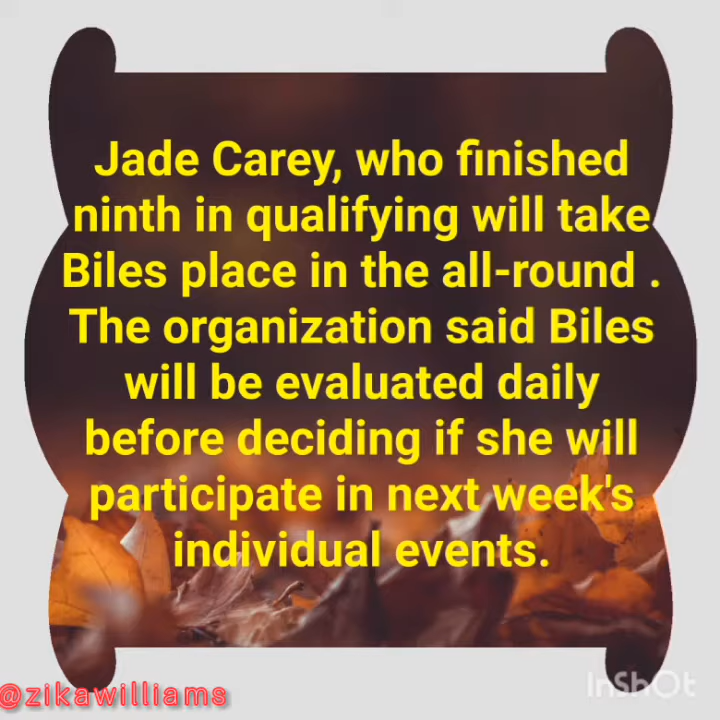 Jade Carey, who finished
ninth in qualifying will take
Biles place in the all-round .
The organization said Biles
will be evaluated daily
before deciding if she will
participate in next week's
individual events.
@zikawilliams
InShOt